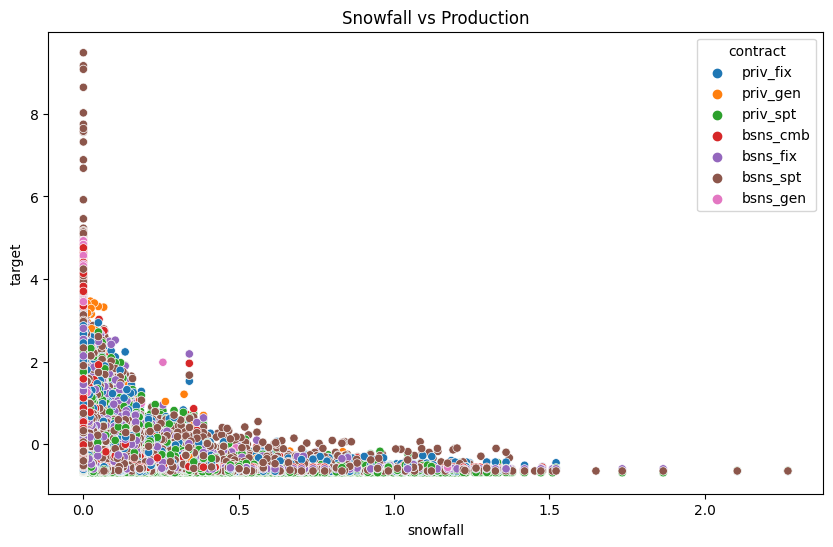 Snowfall vs Production
contract
priv_fix
priv_gen
priv_spt
bsns_cmb
bsns_fix
bsns_spt
bsns_gen
8
6
4
2
0
target
0.0 0.5 1.0 1.5 2.0
snowfall